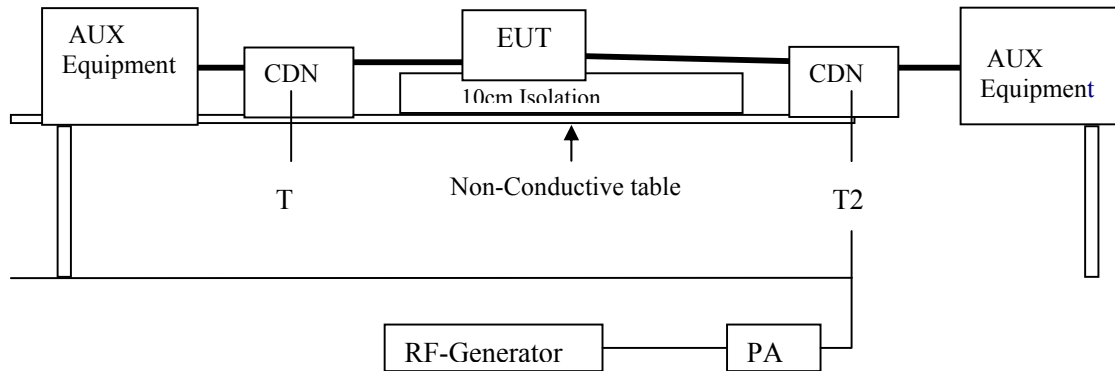 AUX
Equipment
CDN
EUT
10cm Isolation
CDN
AUX
Equipment
T
Non-Conductive table
T2
RF-Generator
PA